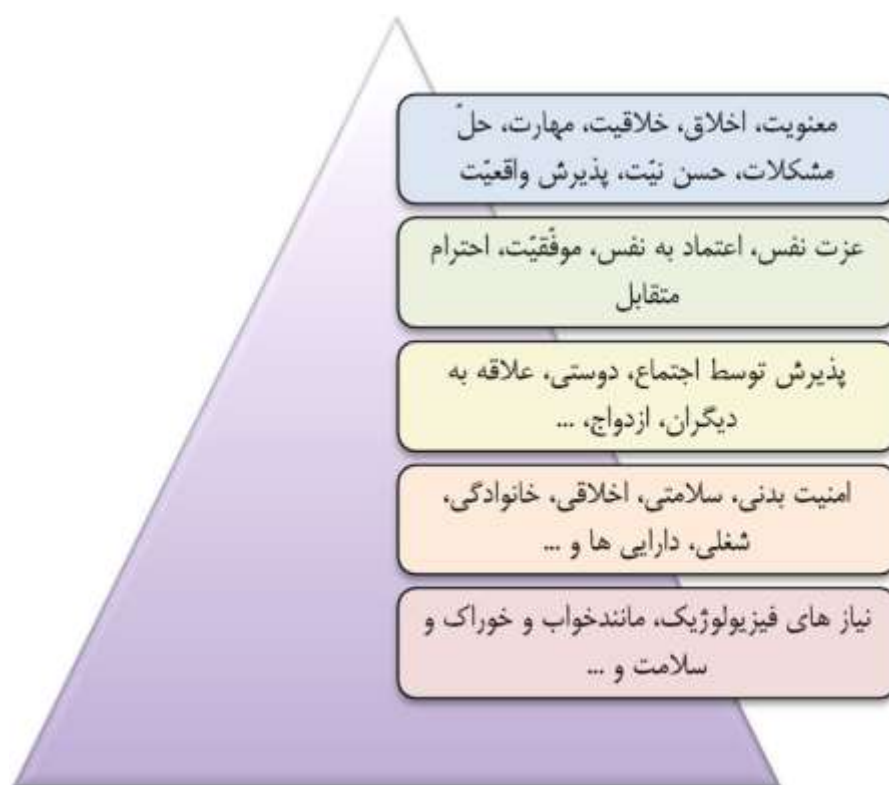 معنویت، اخلاق، خلاقیت، مهارت، حلّ
مشکلات، حسن نیّت، پذیرش واقعیّت
عزت نفس، اعتماد به نفس، موفّقیّت، احترام
متقابل
پذیرش توسط اجتماع، دوستی، علاقه به
دیگران، ازدواج، ...
امنیت بدنی، سلامتی، اخلاقی، خانوادگی،
شغلی، دارایی ها و ...
نیاز های فیزیولوژیک، مانندخواب و خوراک و
سلامت و ...